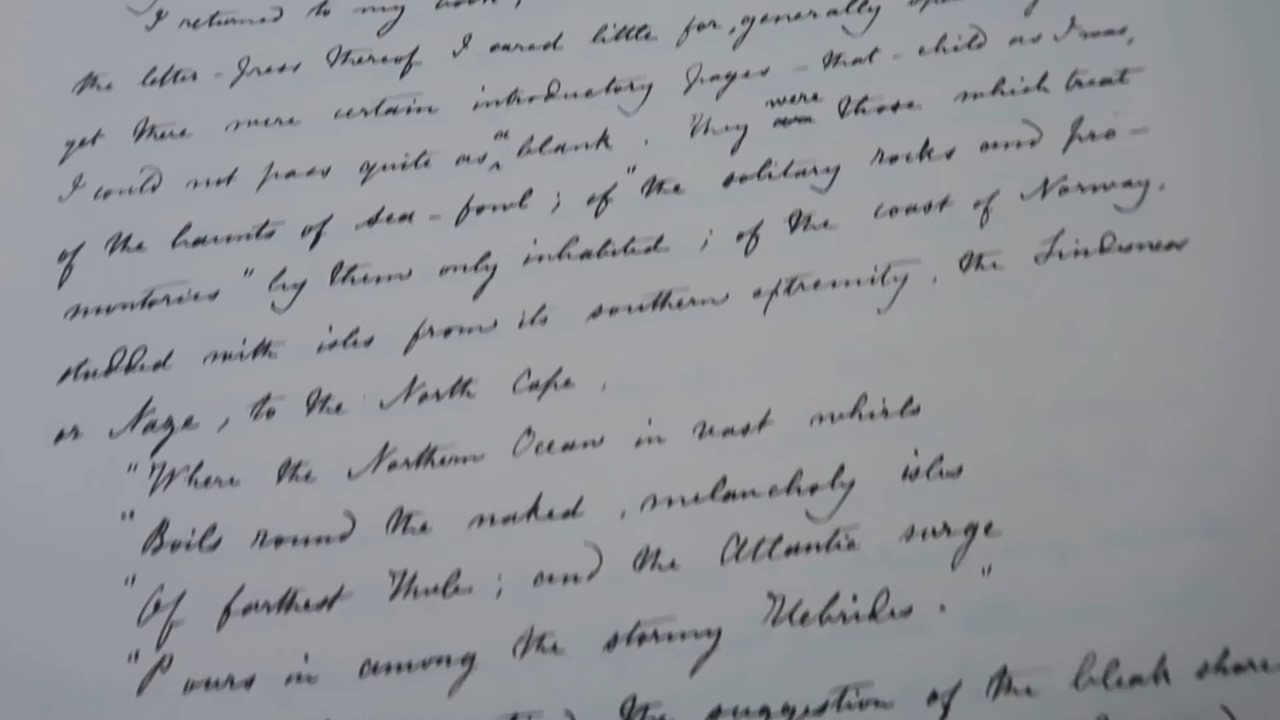 I returned to my book,
the letter-press thereof I cared little for, generally
yet there were certain introductory pages - that - child as I was,
I could not pass quite as a blank. They were those which treat
of the haunts of sea-fowl; of "the solitary rocks and pro-
montories" by them only inhabited; of the coast of Norway.
studded with isles from its southern extremity, the Lindeness
or Naze, to the North Cape.
"Where the Northern Ocean in vast whirls
"Boils round the naked, melancholy isles
"Of farthest Thule; and the Atlantic surge
"Pours in among the stormy Hebrides."
the suggestion of the bleak shore